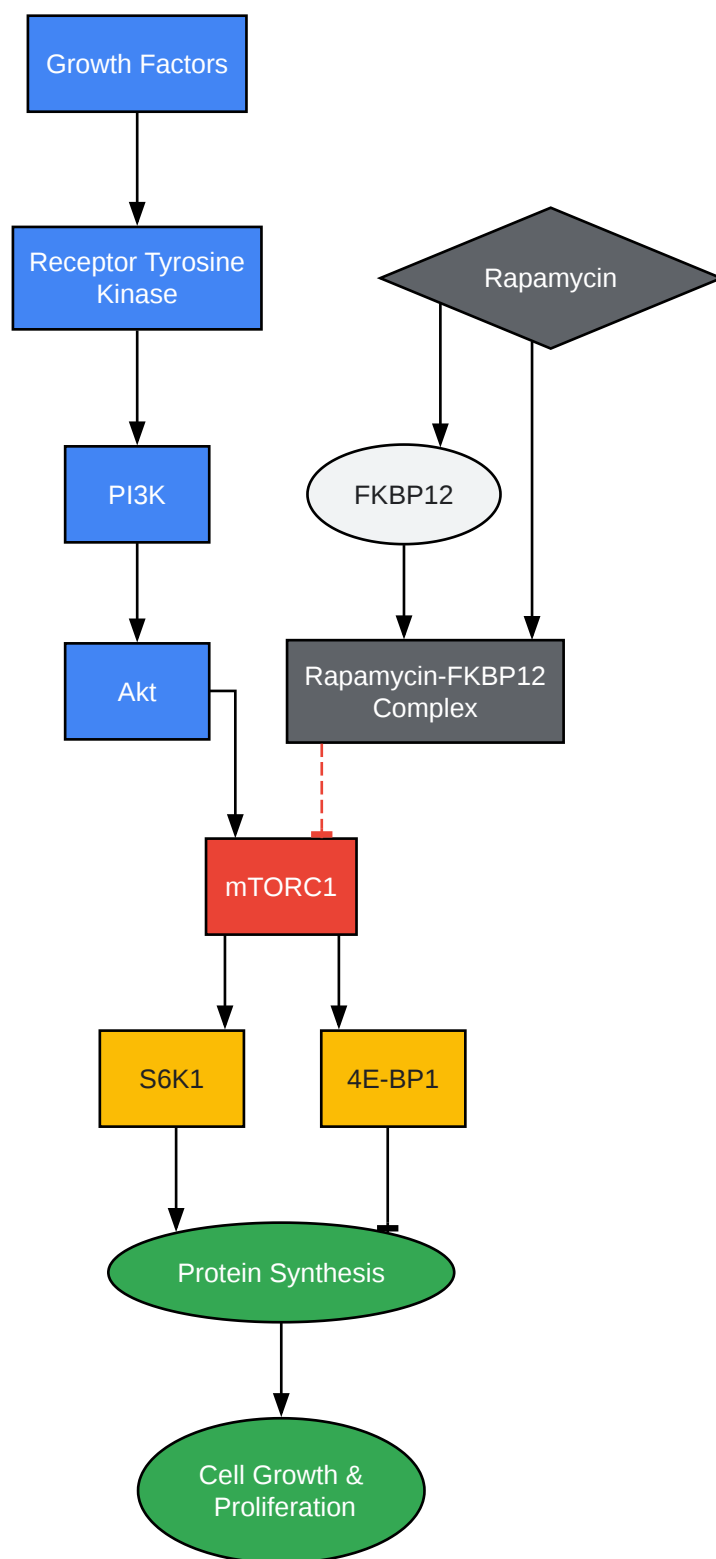 Growth Factors
Receptor Tyrosine
Kinase
Rapamycin
PI3K
FKBP12
Akt
Rapamycin-FKBP12
Complex
mTORC1
S6K1
4E-BP1
Protein Synthesis
Cell Growth &
Proliferation